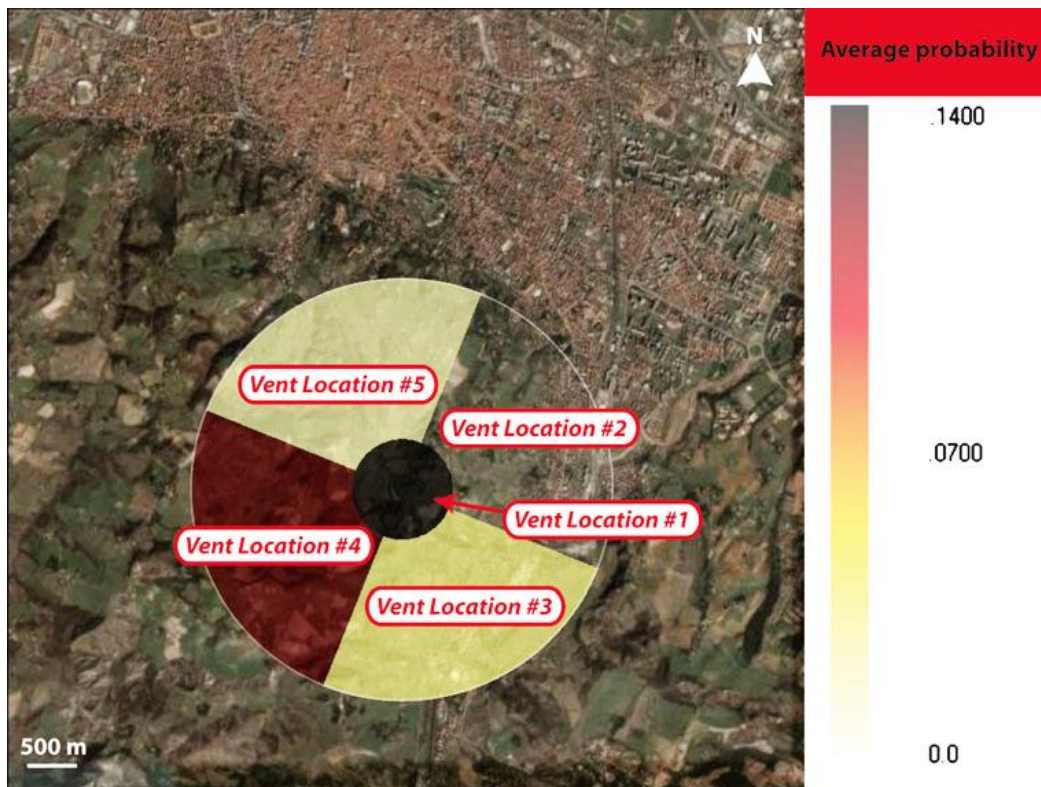 Average probability
N
.1400
Vent Location #5
Vent Location #2
.0700
Vent Location #1
Vent Location #4
Vent Location #3
500 m
0.0